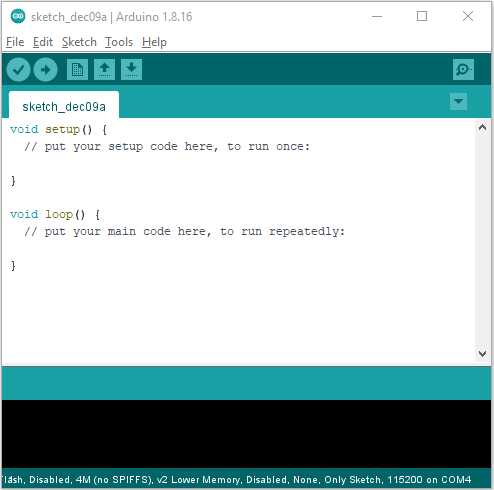 sketch_dec09a | Arduino 1.8.16
File Edit Sketch Tools Help
sketch_dec09a
void setup() {
  // put your setup code here, to run once:
}
void loop() {
  // put your main code here, to run repeatedly:
}
Disabled, 4M (no SPIFFS), v2 Lower Memory, Disabled, None, Only Sketch, 115200 on COM4